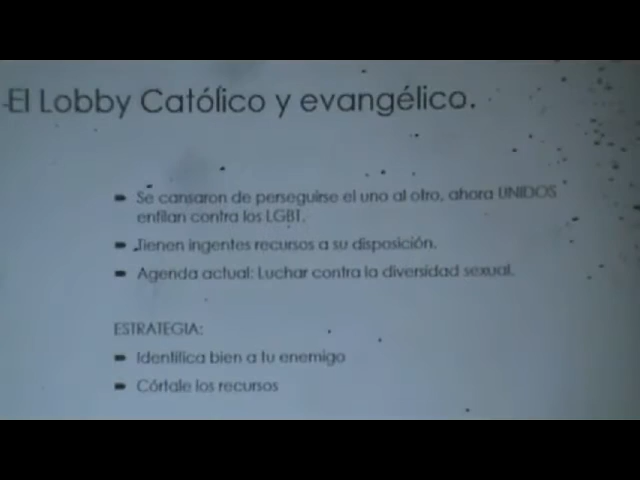 El Lobby Católico y evangélico.
Se cansaron de perseguirse el uno al otro, ahora UNIDOS
enfilan contra los LGBT.
Tienen ingentes recursos a su disposición.
Agenda actual: Luchar contra la diversidad sexual.
ESTRATEGIA:
Identifica bien a tu enemigo
Córtale los recursos